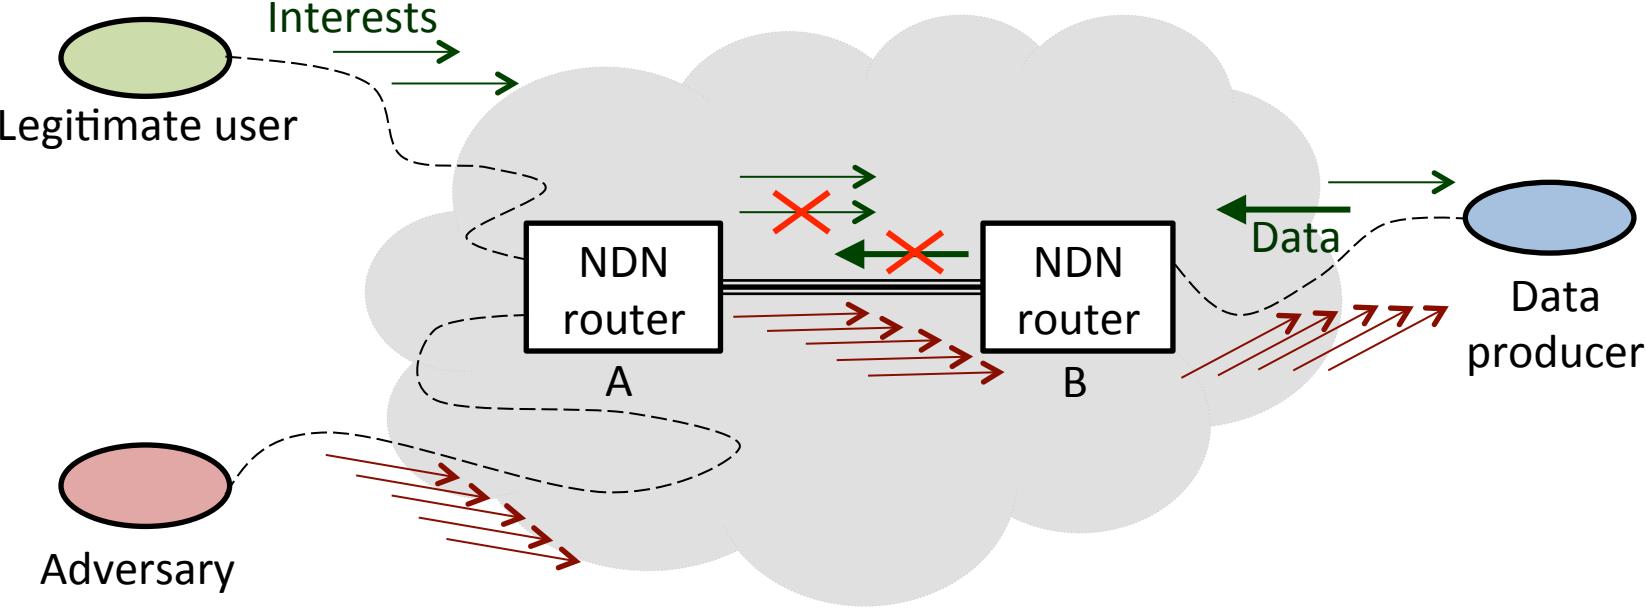 Interests
Legitimate user
Data
NDN
router
A
NDN
router
B
Data
producer
Adversary